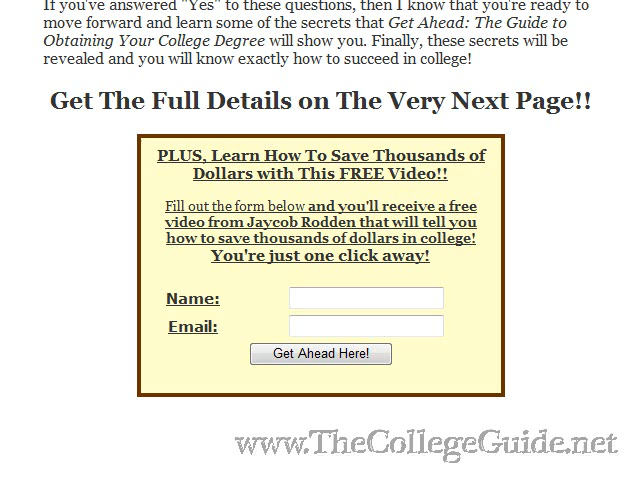 If you've answered "Yes" to these questions, then I know that you're ready to
move forward and learn some of the secrets that Get Ahead: The Guide to
Obtaining Your College Degree will show you. Finally, these secrets will be
revealed and you will know exactly how to succeed in college!
Get The Full Details on The Very Next Page!!
PLUS, Learn How To Save Thousands of
Dollars with This FREE Video!!
Fill out the form below and you'll receive a free
video from Jaycob Rodden that will tell you
how to save thousands of dollars in college!
You're just one click away!
Name:
Email:
Get Ahead Here!
www.TheCollegeGuide.net